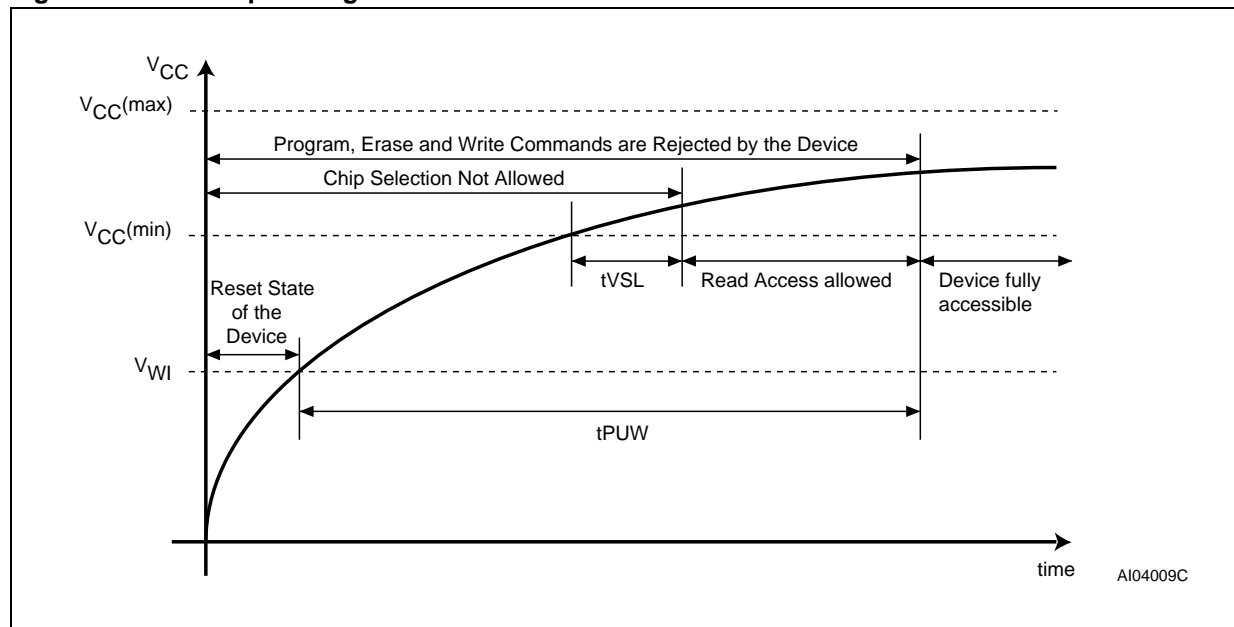 VCC
VCC(max)
Program, Erase and Write Commands are Rejected by the Device
Chip Selection Not Allowed
VCC(min)
tVSL
Read Access allowed
Device fully
accessible
Reset State
of the
Device
VWI
tPUW
time
AI04009C